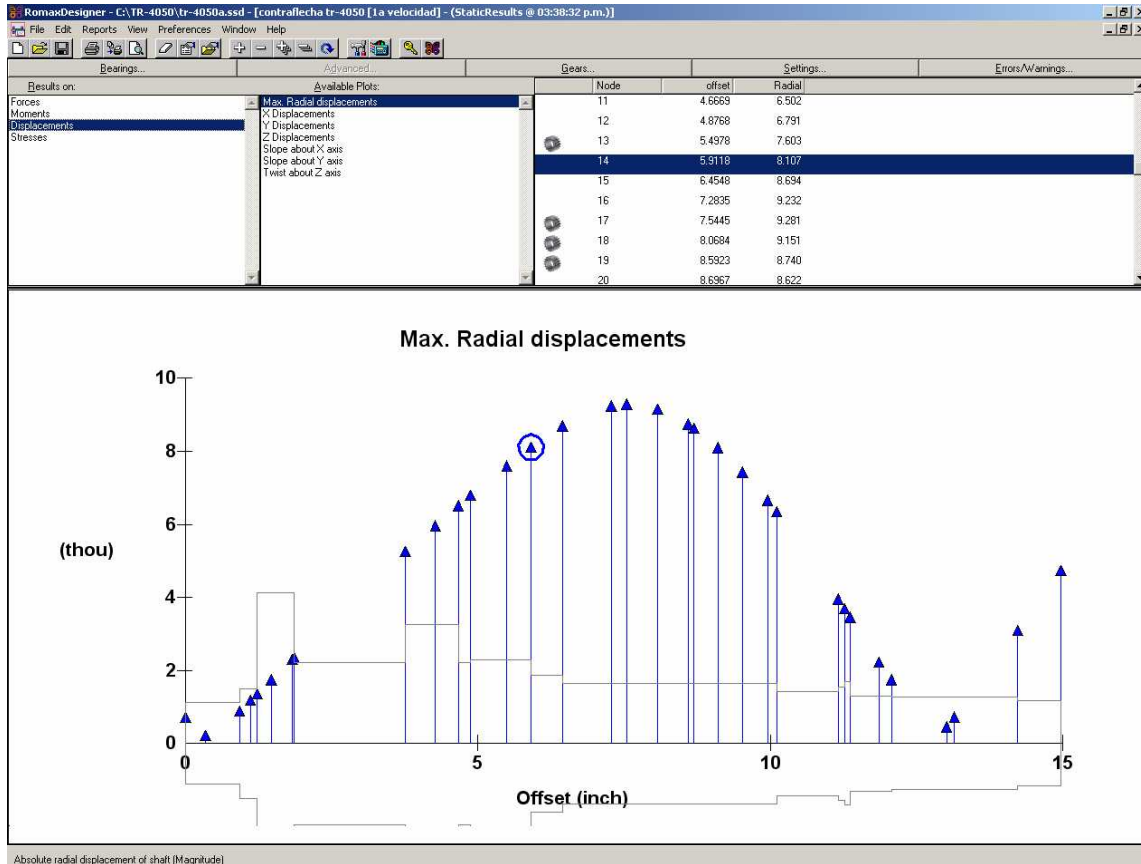 RomaxDesigner - C:\TR-4050\tr-4050a.ssd - [contraflecha tr-4050 [1a velocidad] - (StaticResults @ 03:38:32 p.m.)]
File Edit Reports View Preferences Window Help
Bearings... Advanced... Gears... Settings... Errors/Warnings...
Results on: Available Plots:
Forces
Moments
Displacements
Stresses
Max. Radial displacements
X Displacements
Y Displacements
Z Displacements
Slope about X axis
Slope about Y axis
Twist about Z axis
Node offset Radial
11 4.6669 6.502
12 4.8768 6.791
13 5.4978 7.603
14 5.9118 8.107
15 6.4548 8.694
16 7.2835 9.232
17 7.5445 9.281
18 8.0684 9.151
19 8.5923 8.740
20 8.6967 8.622
Max. Radial displacements
10
8
6
(thou)
4
2
0
0 5 10 15
Offset (inch)
Absolute radial displacement of shaft (Magnitude)